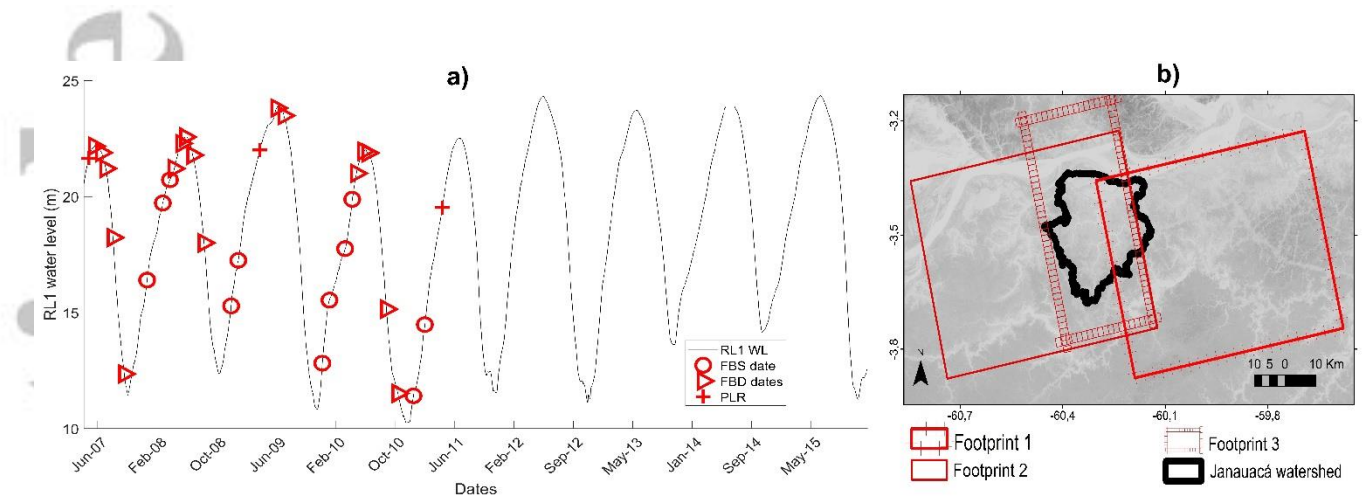 a)
25
20
15
10
RL1 water level (m)
RL1 WL
FBS date
FBD dates
PLR
Jun-07
Feb-08
Oct-08
Jun-09
Feb-10
Oct-10
Jun-11
Feb-12
Sep-12
May-13
Jan-14
Sep-14
May-15
Dates
b)
-3.2
-3.5
-3.8
10 5 0 10 Km
-60,7
-60,4
-60,1
-59,8
Footprint 1
Footprint 2
Footprint 3
Janauacá watershed